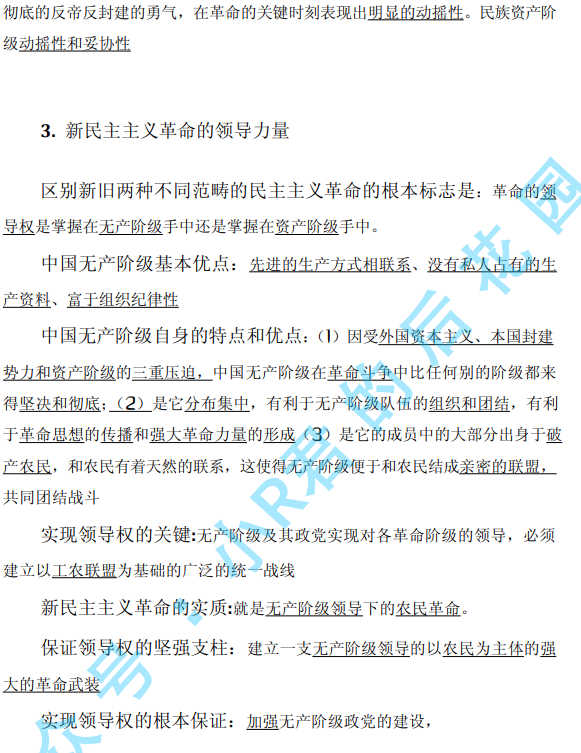 彻底的反帝反封建的勇气，在革命的关键时刻表现出明显的动摇性。民族资产阶
级动摇性和妥协性
3. 新民主主义革命的领导力量
区别新旧两种不同范畴的民主主义革命的根本标志是：革命的领
导权是掌握在无产阶级手中还是掌握在资产阶级手中。
中国无产阶级基本优点：先进的生产方式相联系、没有私人占有的生
产资料、富于组织纪律性
中国无产阶级自身的特点和优点：（1）因受外国资本主义、本国封建
势力和资产阶级的三重压迫，中国无产阶级在革命斗争中比任何别的阶级都来
得坚决和彻底；（2）是它分布集中，有利于无产阶级队伍的组织和团结，有利
于革命思想的传播和强大革命力量的形成（3）是它的成员中的大部分出身于破
产农民，和农民有着天然的联系，这使得无产阶级便于和农民结成亲密的联盟，
共同团结战斗
实现领导权的关键:无产阶级及其政党实现对各革命阶级的领导，必须
建立以工农联盟为基础的广泛的统一战线
新民主主义革命的实质:就是无产阶级领导下的农民革命。
保证领导权的坚强支柱：建立一支无产阶级领导的以农民为主体的强
大的革命武装
实现领导权的根本保证：加强无产阶级政党的建设，
众号·小R君的后花园